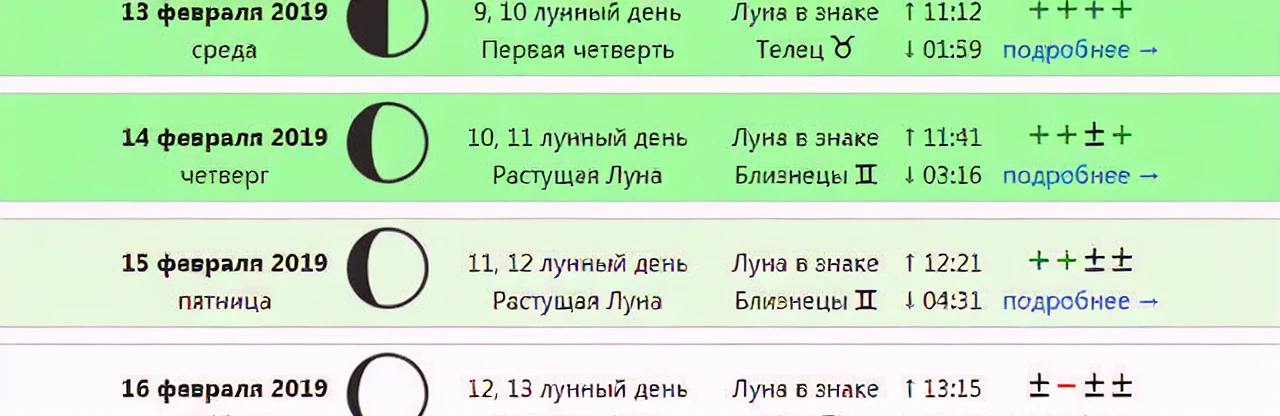 13 февраля 2019 9, 10 лунный день Луна в знаке ↑ 11:12 + + + +
среда Первая четверть Телец ♉ ↓ 01:59 подробнее →
14 февраля 2019 10, 11 лунный день Луна в знаке ↑ 11:41 + + ± +
четверг Растущая Луна Близнецы ♊ ↓ 03:16 подробнее →
15 февраля 2019 11, 12 лунный день Луна в знаке ↑ 12:21 + + ± ±
пятница Растущая Луна Близнецы ♊ ↓ 04:31 подробнее →
16 февраля 2019 12, 13 лунный день Луна в знаке ↑ 13:15 ± − ± ±